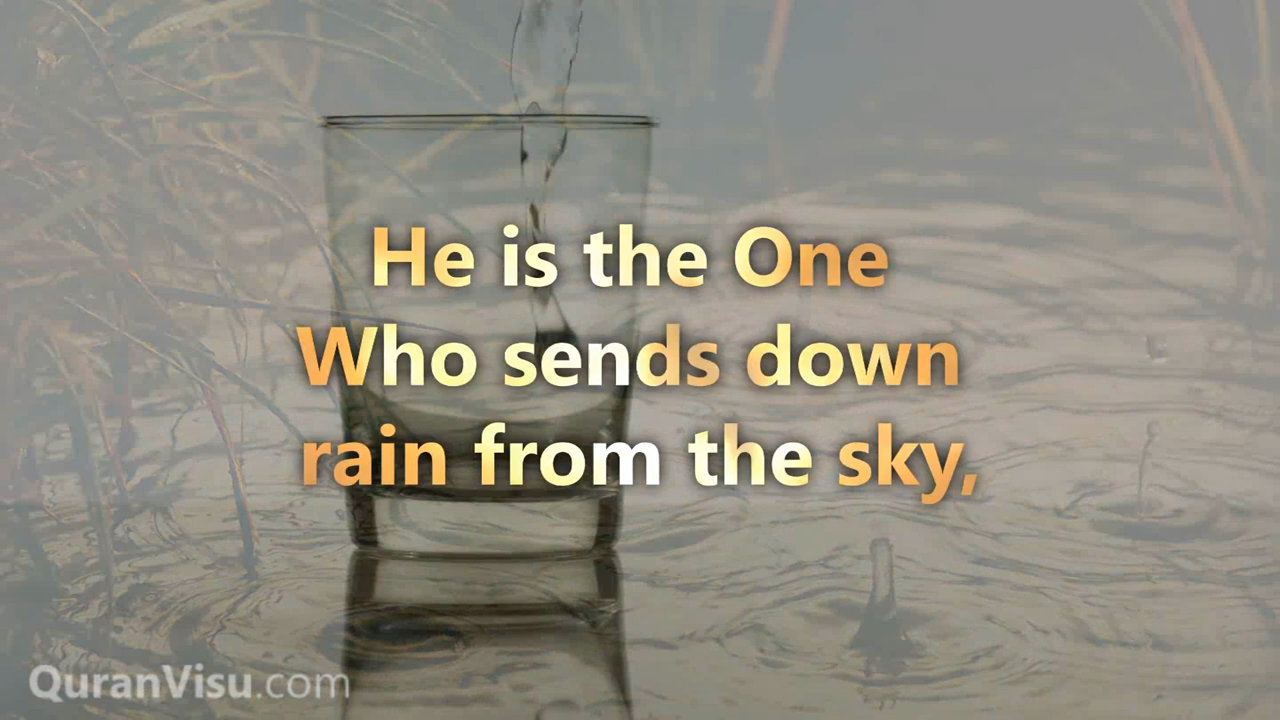 He is the One
Who sends down
rain from the sky,
QuranVisu.com